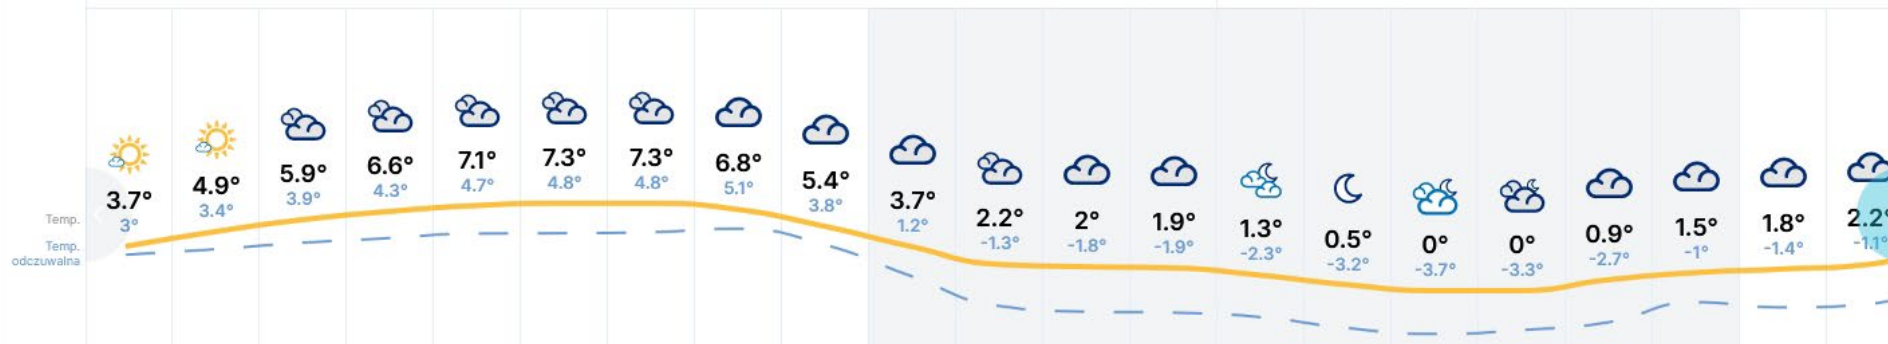 3.7° 4.9° 5.9° 6.6° 7.1° 7.3° 7.3° 6.8° 5.4° 3.7° 2.2° 2° 1.9° 1.3° 0.5° 0° 0° 0.9° 1.5° 1.8° 2.2°
3° 3.4° 3.9° 4.3° 4.7° 4.8° 4.8° 5.1° 3.8° 1.2° -1.3° -1.8° -1.9° -2.3° -3.2° -3.7° -3.3° -2.7° -1° -1.4° -1.1°
Temp.
Temp.
odczuwalna